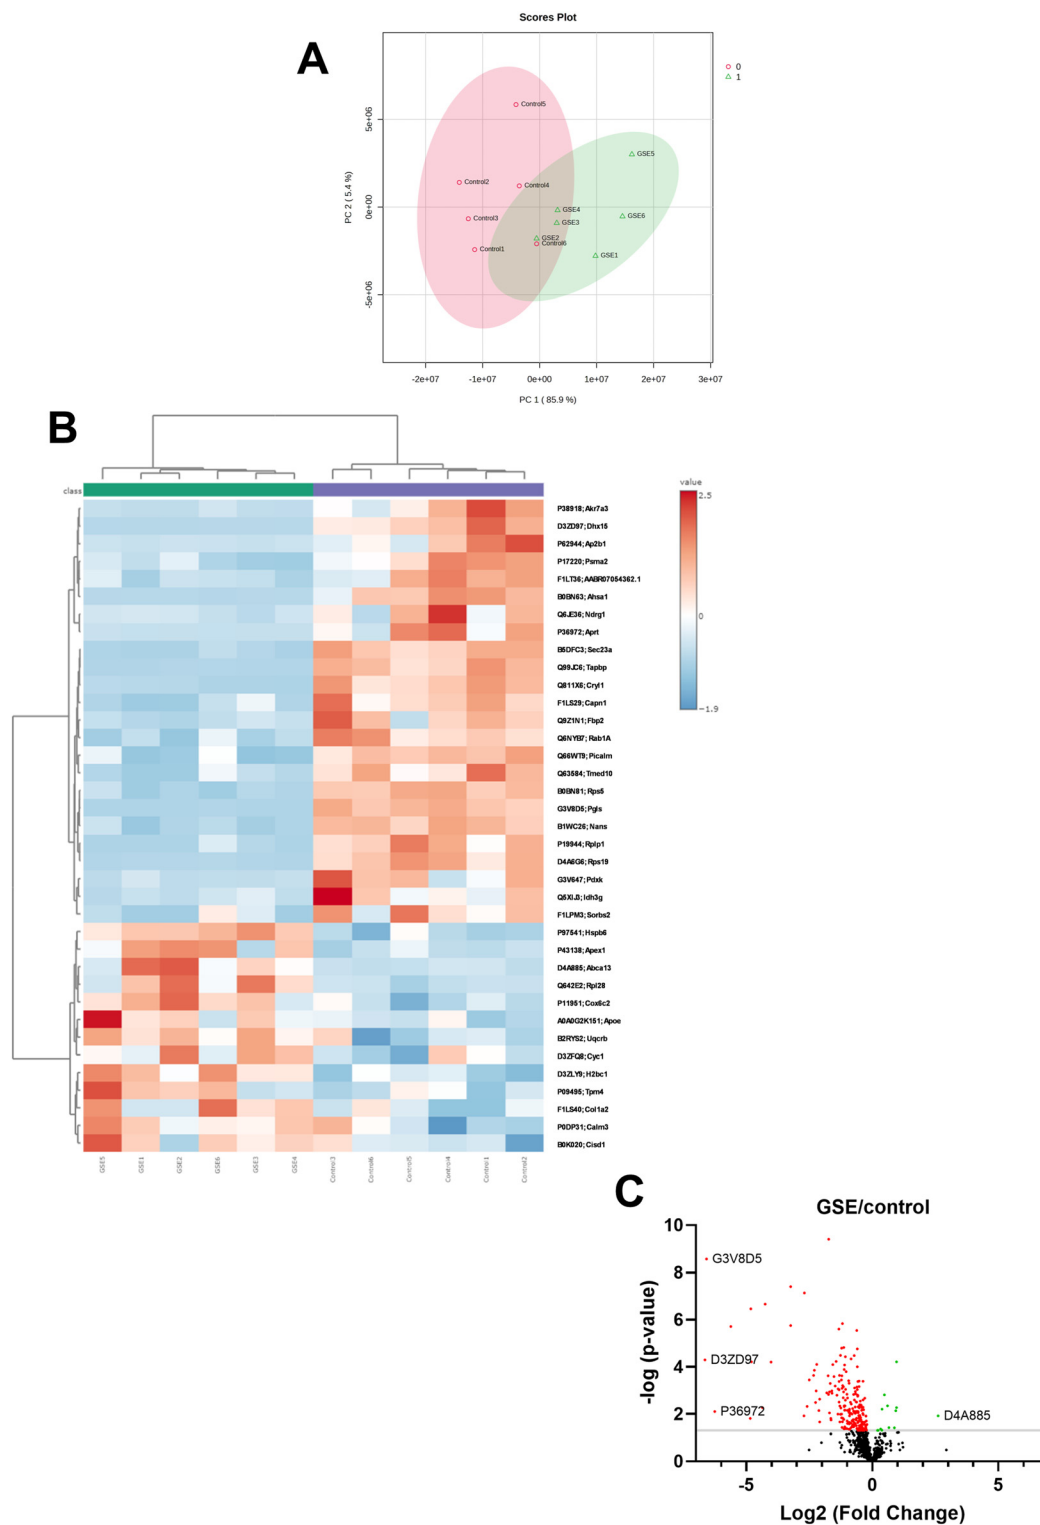 A
Scores Plot
0
1
Control5
GSE5
Control2
Control4
GSE4
GSE6
Control3
GSE3
GSE2
Control6
Control1
GSE1
5e+06
0e+00
-5e+06
PC 2 ( 5.4 %)
-2e+07 -1e+07 0e+00 1e+07 2e+07 3e+07
PC 1 ( 85.9 %)
B
class
value
2.5
0
−1.9
P38918; Akr7a3
D3ZD97; Dhx15
P62944; Ap2b1
P17220; Psma2
F1LT36; AABR07054362.1
B0BN63; Ahsa1
Q6JE36; Ndrg1
P36972; Aprt
B5DFC3; Sec23a
Q99JC6; Tapbp
Q811X6; Cryl1
F1LS29; Capn1
Q9Z1N1; Fbp2
Q6NYB7; Rab1A
Q66WT9; Picalm
Q63584; Tmed10
B0BN81; Rps5
G3V8D5; Pgls
B1WC26; Nans
P19944; Rplp1
D4A6G6; Rps19
G3V647; Pdxk
Q5XIJ3; Idh3g
F1LPM3; Sorbs2
P97541; Hspb6
P43138; Apex1
D4A885; Abca13
Q642E2; Rpl28
P11951; Cox6c2
A0A0G2K151; Apoe
B2RYS2; Uqcrb
D3ZFQ8; Cyc1
D3ZLY9; H2bc1
P09495; Tpm4
F1LS40; Col1a2
P0DP31; Calm3
B0K020; Cisd1
GSE5 GSE1 GSE2 GSE6 GSE3 GSE4 Control3 Control6 Control5 Control4 Control1 Control2
C
GSE/control
10
8
6
4
2
0
-log (p-value)
G3V8D5
D3ZD97
P36972
D4A885
-5 0 5
Log2 (Fold Change)